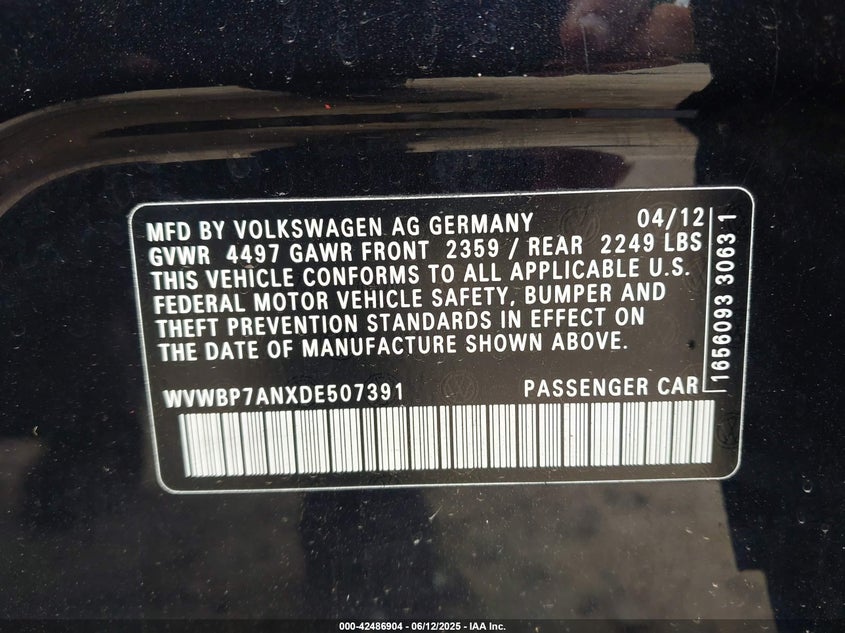 MFD BY VOLKSWAGEN AG GERMANY 04/12
GVWR 4497 GAWR FRONT 2359 / REAR 2249 LBS
THIS VEHICLE CONFORMS TO ALL APPLICABLE U.S.
FEDERAL MOTOR VEHICLE SAFETY, BUMPER AND
THEFT PREVENTION STANDARDS IN EFFECT ON
THE DATE OF MANUFACTURE SHOWN ABOVE.
WVWBP7ANXDE507391 PASSENGER CAR
1656093 3063 1
000-42486904 - 06/12/2025 - IAA Inc.